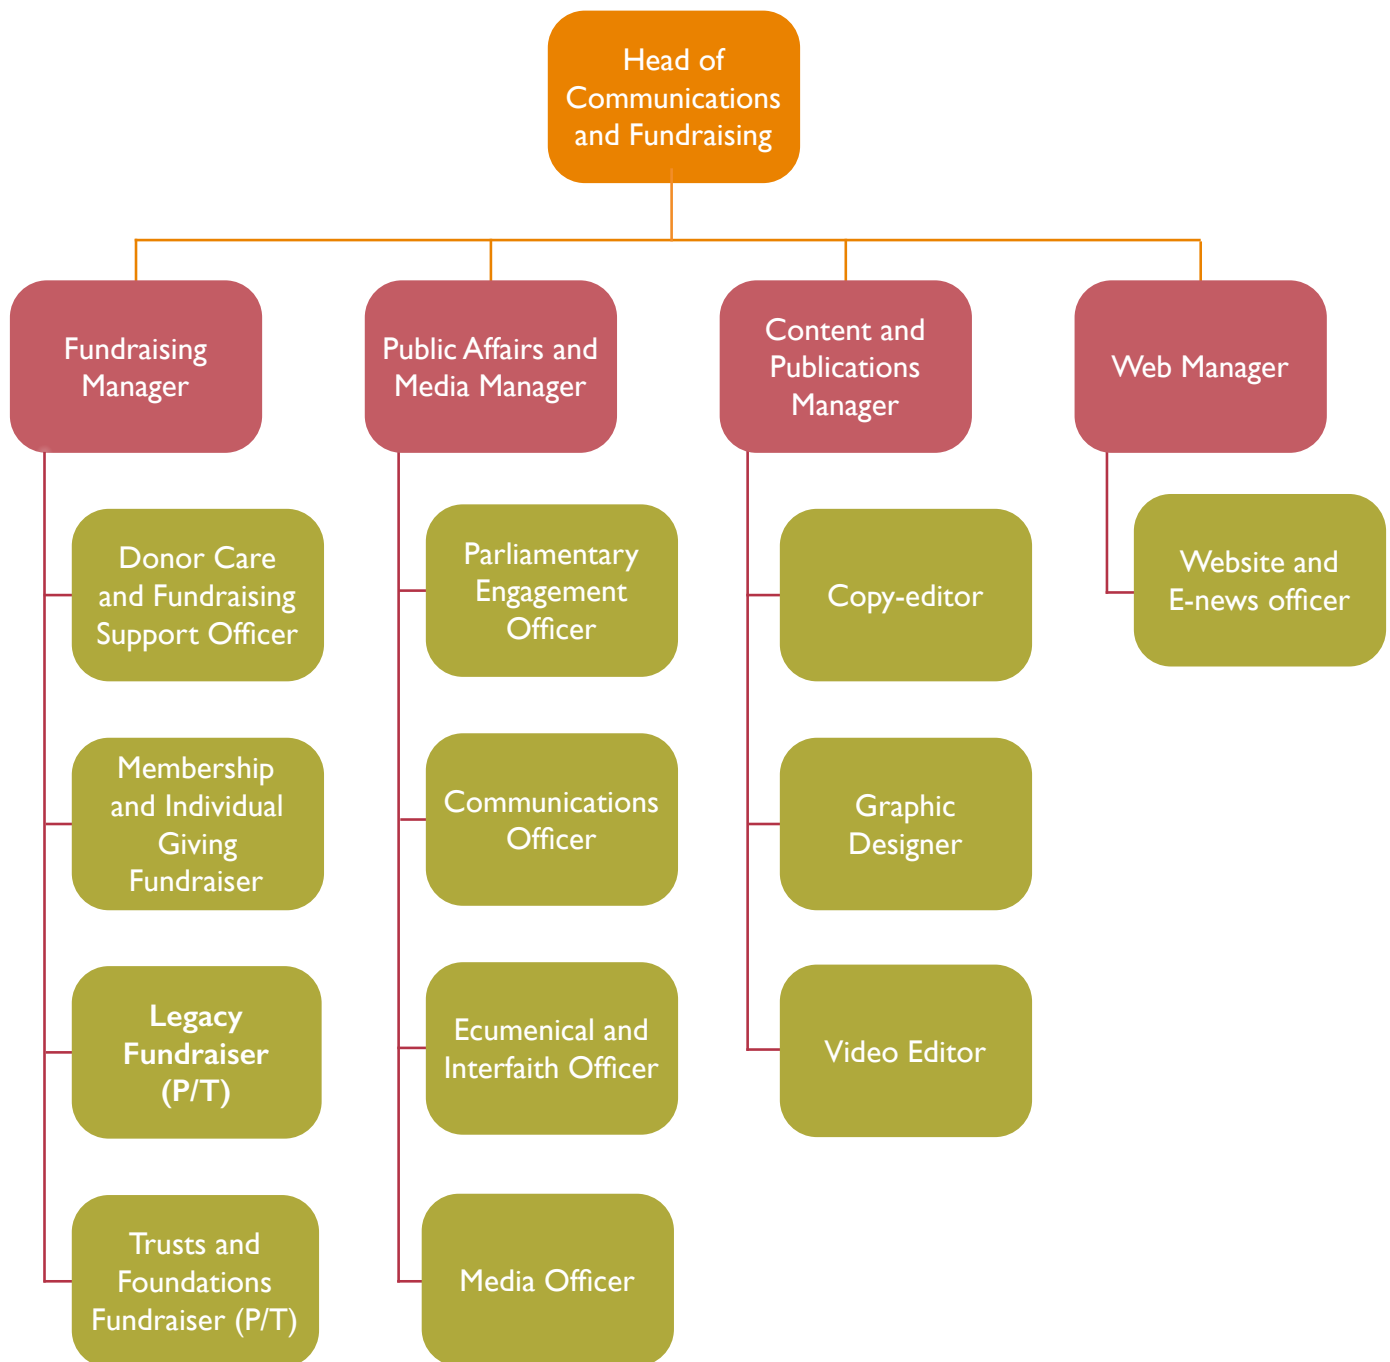 Head of
Communications
and Fundraising
Fundraising
Manager
Public Affairs and
Media Manager
Content and
Publications
Manager
Web Manager
Donor Care
and Fundraising
Support Officer
Membership
and Individual
Giving
Fundraiser
Legacy
Fundraiser
(P/T)
Trusts and
Foundations
Fundraiser (P/T)
Parliamentary
Engagement
Officer
Communications
Officer
Ecumenical and
Interfaith Officer
Media Officer
Copy-editor
Graphic
Designer
Video Editor
Website and
E-news officer